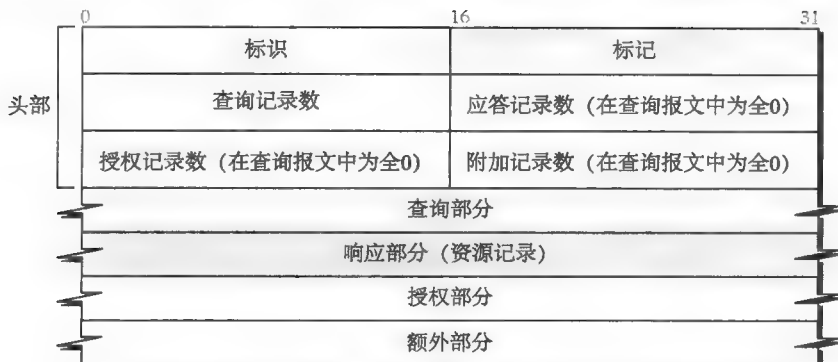 0 16 31
标识 标记
头部
查询记录数 应答记录数（在查询报文中为全0）
授权记录数（在查询报文中为全0） 附加记录数（在查询报文中为全0）
查询部分
响应部分（资源记录）
授权部分
额外部分